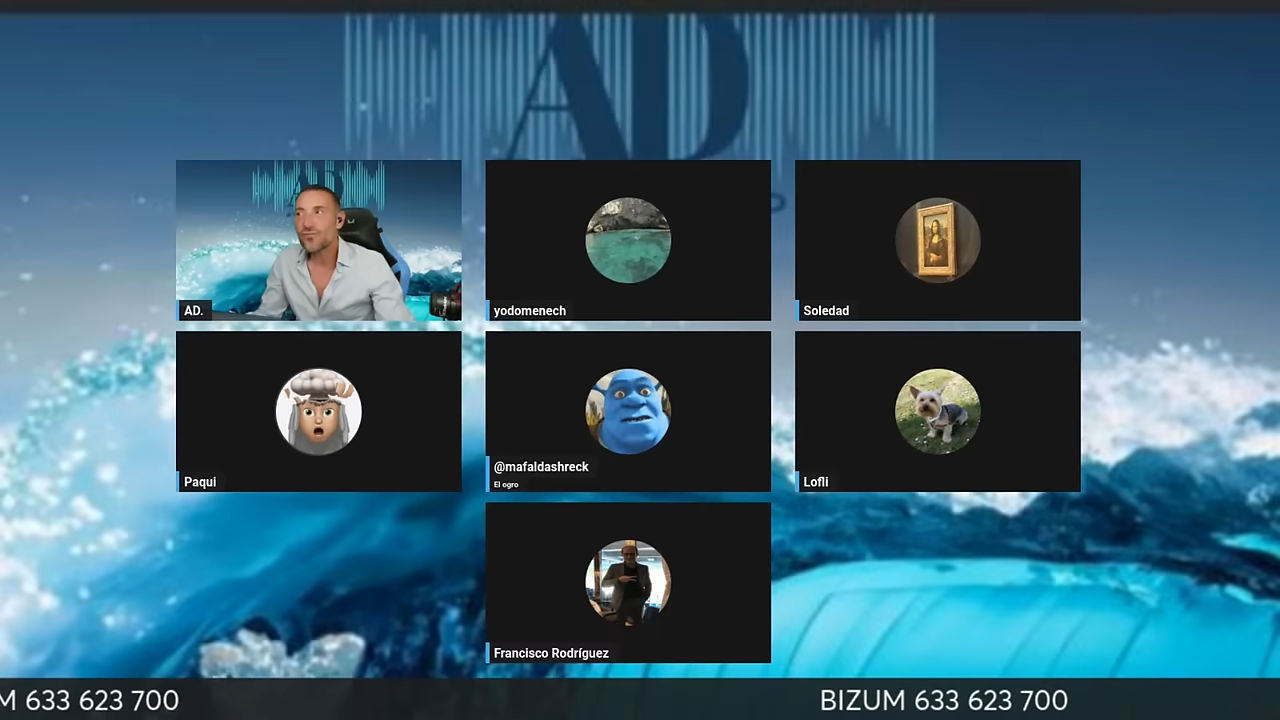 AD
AD.
yodomenech
Soledad
Paqui
@mafaldashreck
El ogro
Lofli
Francisco Rodríguez
M 633 623 700
BIZUM 633 623 700